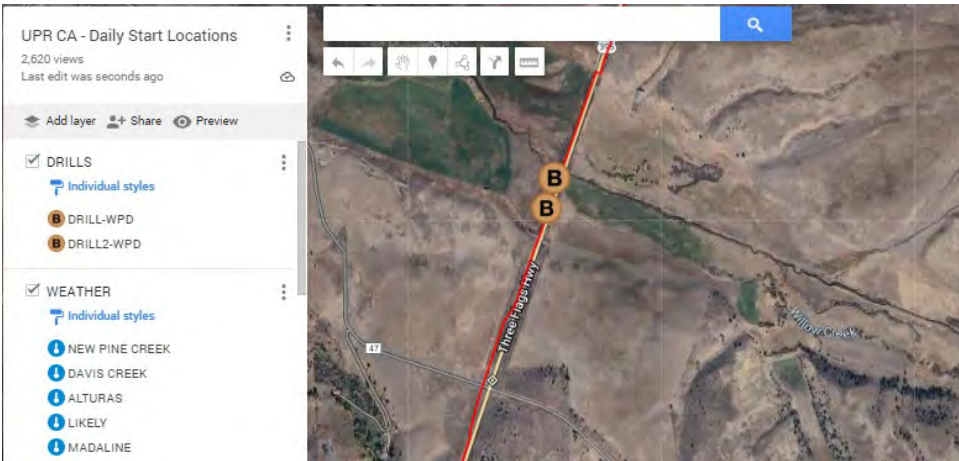 UPR CA - Daily Start Locations
2,620 views
Last edit was seconds ago
Add layer Share Preview
DRILLS
Individual styles
B DRILL-WPD
B DRILL2-WPD
WEATHER
Individual styles
NEW PINE CREEK
DAVIS CREEK
ALTURAS
LIKELY
MADALINE
395
B
B
Three Flags Hwy
Willow Creek
47